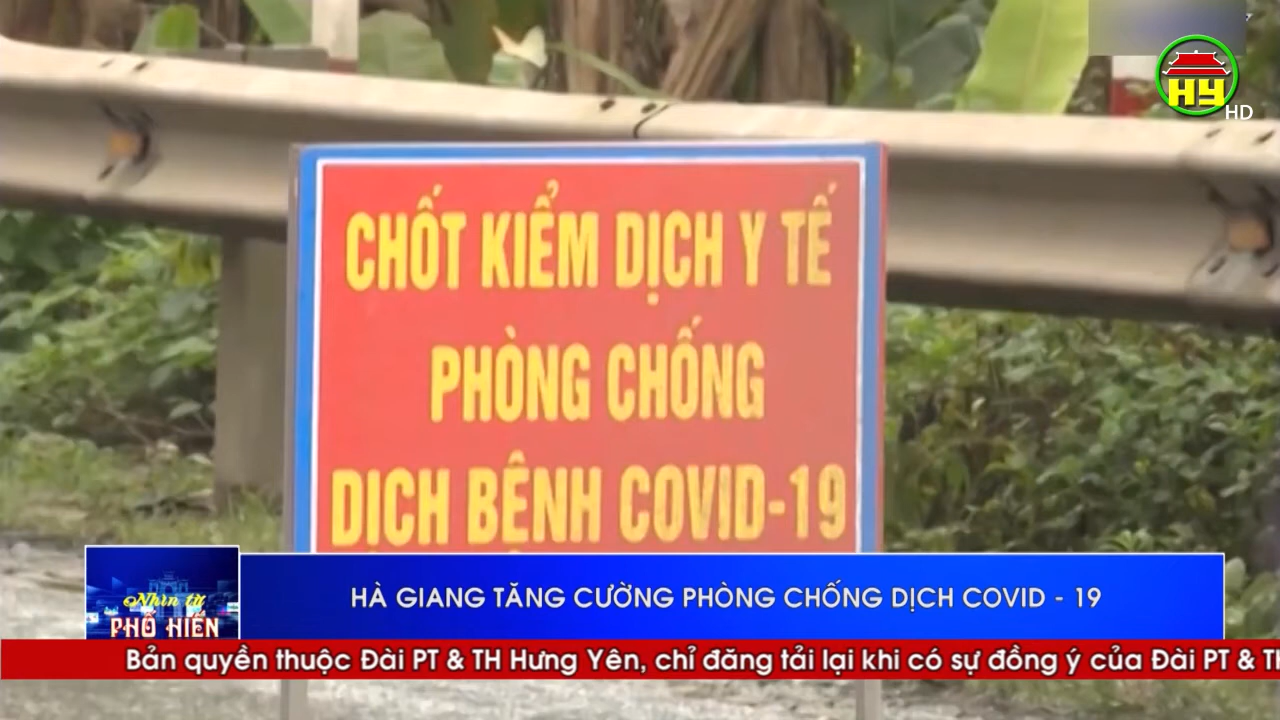 HY
HD
CHỐT KIỂM DỊCH Y TẾ
PHÒNG CHỐNG
DỊCH BỆNH COVID-19
Nhìn từ
PHỐ HIẾN
HÀ GIANG TĂNG CƯỜNG PHÒNG CHỐNG DỊCH COVID - 19
Bản quyền thuộc Đài PT & TH Hưng Yên, chỉ đăng tải lại khi có sự đồng ý của Đài PT & TH